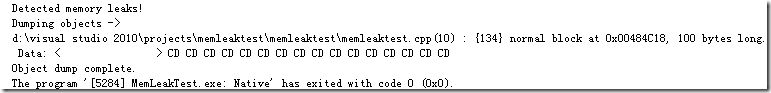 Detected memory leaks!
Dumping objects ->
d:\visual studio 2010\projects\memleaktest\memleaktest\memleaktest.cpp(10) : {134} normal block at 0x00484C18, 100 bytes long.
 Data: <                > CD CD CD CD CD CD CD CD CD CD CD CD CD CD CD CD
Object dump complete.
The program '[5284] MemLeakTest.exe: Native' has exited with code 0 (0x0).